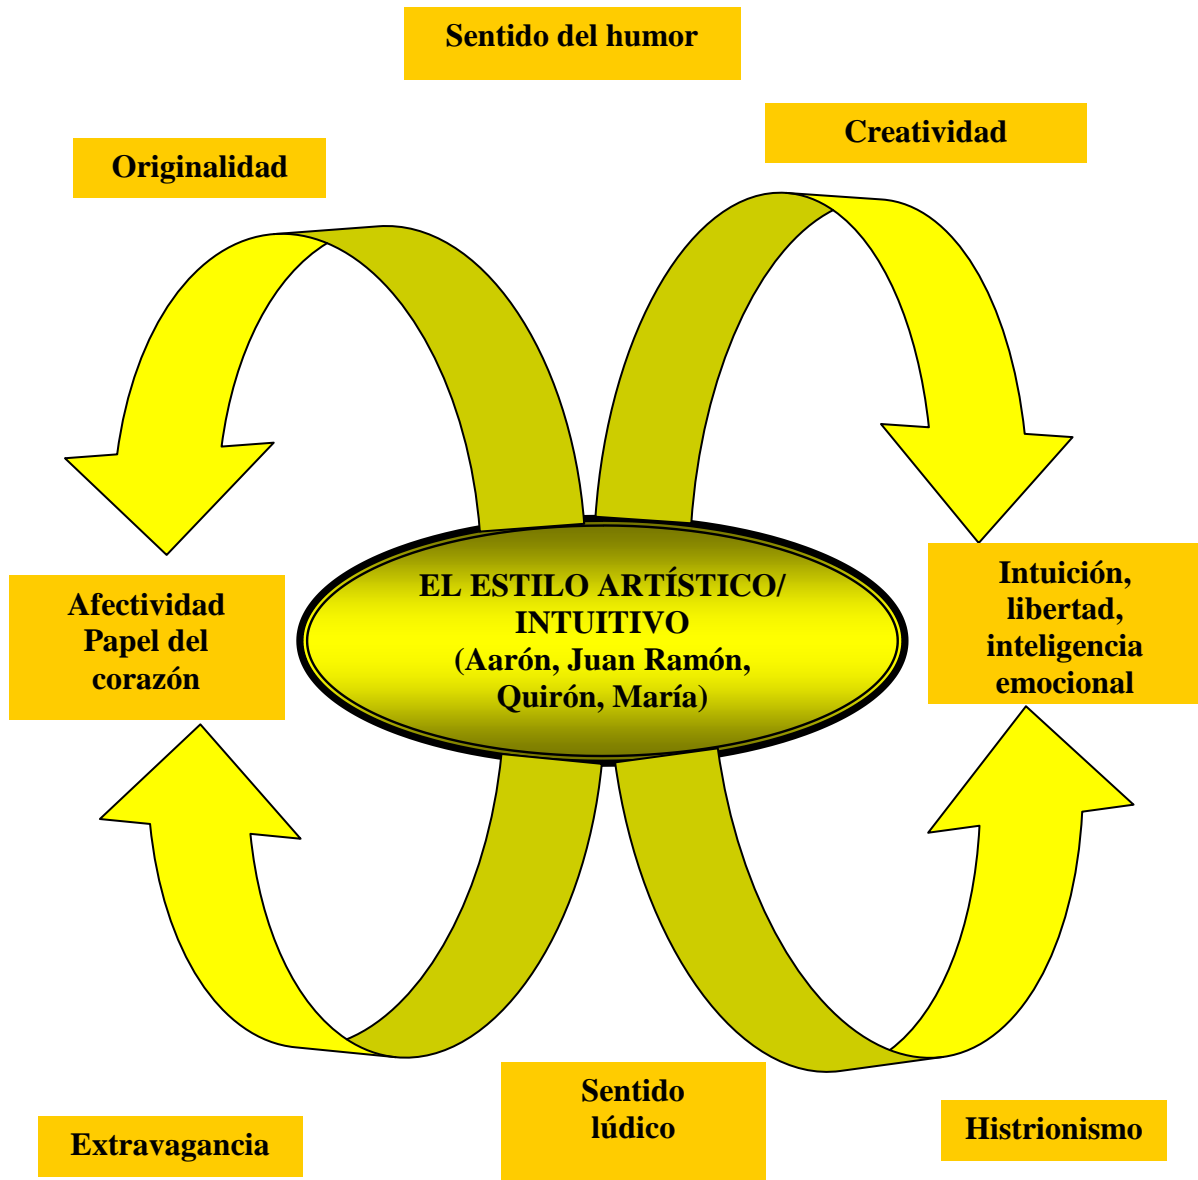 Sentido del humor
Creatividad
Originalidad
EL ESTILO ARTÍSTICO/
INTUITIVO
(Aarón, Juan Ramón,
Quirón, María)
Afectividad
Papel del
corazón
Intuición,
libertad,
inteligencia
emocional
Extravagancia
Sentido
lúdico
Histrionismo